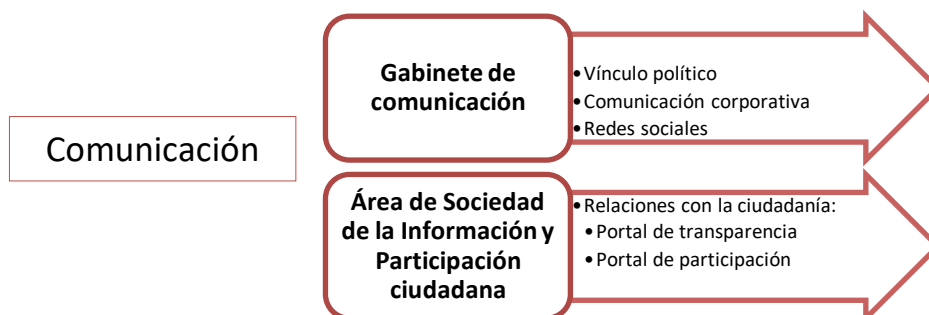 Comunicación
Gabinete de
comunicación
•Vínculo político
•Comunicación corporativa
•Redes sociales
Área de Sociedad
de la Información y
Participación
ciudadana
•Relaciones con la ciudadanía:
•Portal de transparencia
•Portal de participación